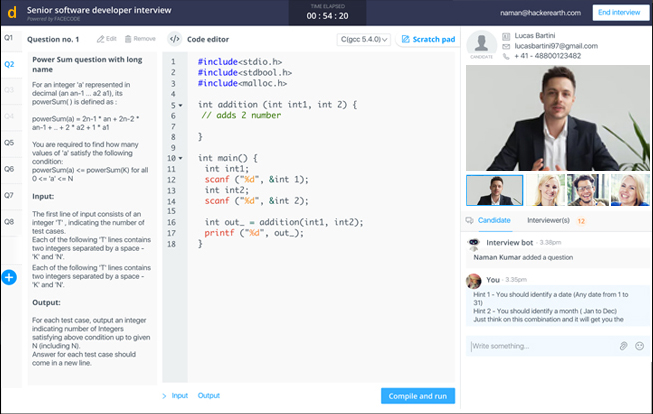 d
Senior software developer interview
Powered by FACECODE
TIME ELAPSED
00 : 54 : 20
naman@hackerearth.com
End interview
Q1
Q2
Q5
Q6
Q7
Q8
Question no. 1
Edit
Remove
Power Sum question with long
name
For an integer 'a' represented in
decimal (an an-1 ... a2 a1), its
powerSum( ) is defined as :
powerSum(a) = 2n-1 * an + 2n-2 *
an-1 + .. + 2 * a2 + 1 * a1
You are required to find how many
values of 'a' satisfy the following
condition:
powerSum(a) <= powerSum(K) for all
0 <= 'a' <= N
Input:
The first line of input consists of an
integer 'T' , indicating the number of
test cases.
Each of the following 'T' lines contains
two integers separated by a space -
'K' and 'N'.
Each of the following 'T' lines contains
two integers separated by a space -
'K' and 'N'.
Output:
For each test case, output an integer
indicating number of Integers
satisfying above condition up to given
N (including N).
Answer for each test case should
come in a new line.
</> Code editor
C(gcc 5.4.0)
Scratch pad
1 #include<stdio.h>
2 #include<stdbool.h>
3 #include<malloc.h>
4
5 int addition (int int1, int 2) {
6 // adds 2 number
7
8 }
9
10 int main() {
11 int int1;
12 scanf ("%d", &int 1);
13 int int2;
14 scanf ("%d", &int 2);
15
16 int out_ = addition(int1, int2);
17 printf ("%d", out_);
18 }
Input
Output
Compile and run
CANDIDATE
Lucas Bartini
lucasbartini97@gmail.com
+ 41 - 48800123482
Candidate
Interviewer(s) 12
Interview bot - 3.38pm
Naman Kumar added a question
You - 3.35pm
Hint 1 - You should identify a date (Any date from 1 to
31)
Hint 2 - You should identify a month ( Jan to Dec)
Just think on this combination and it will get you the
Write something...